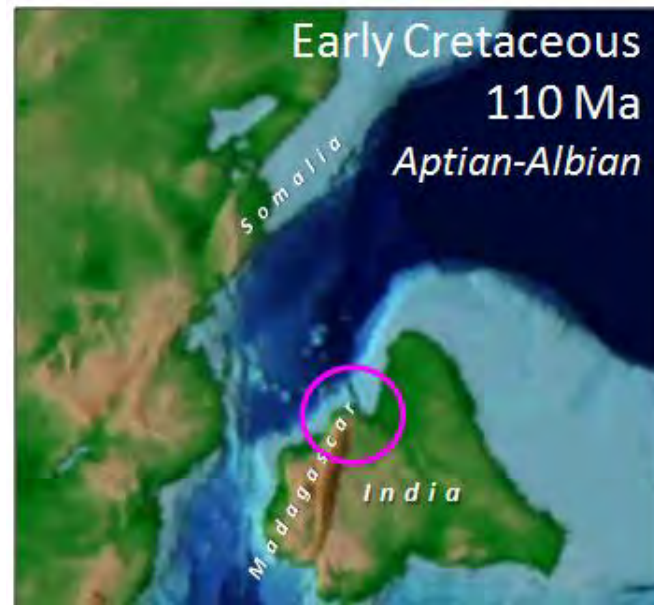 Early Cretaceous
110 Ma
Aptian-Albian
Somalia
Madagascar
India